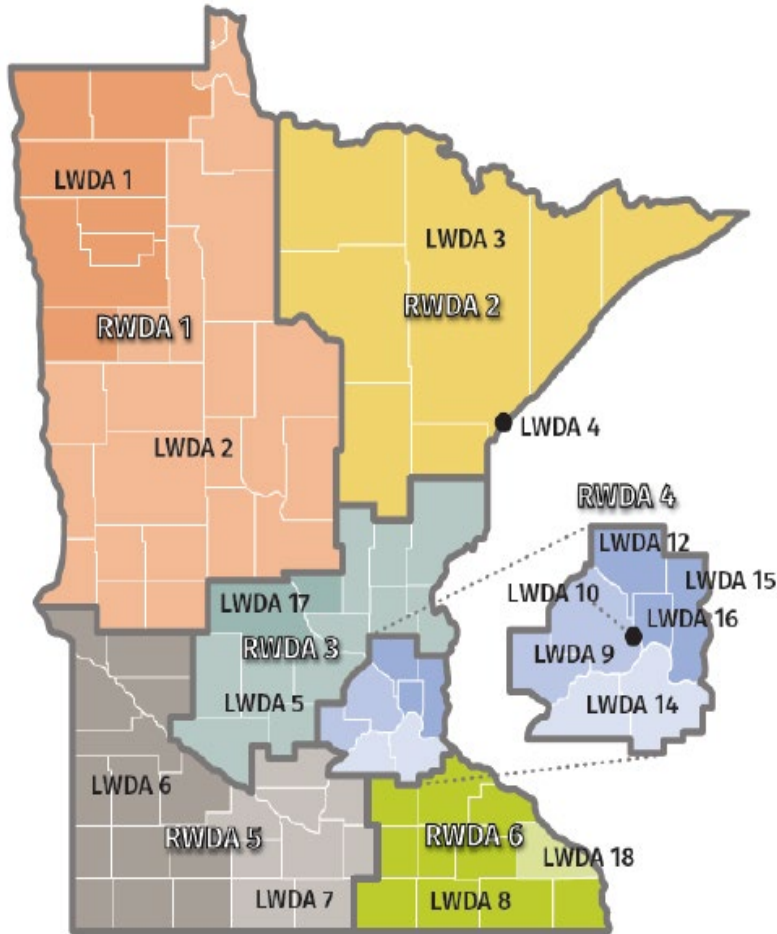 LWDA 1
LWDA 3
RWDA 2
RWDA 1
LWDA 4
LWDA 2
RWDA 4
LWDA 12
LWDA 15
LWDA 10
LWDA 17
LWDA 16
RWDA 3
LWDA 9
LWDA 5
LWDA 14
LWDA 6
RWDA 5
RWDA 6
LWDA 18
LWDA 7
LWDA 8